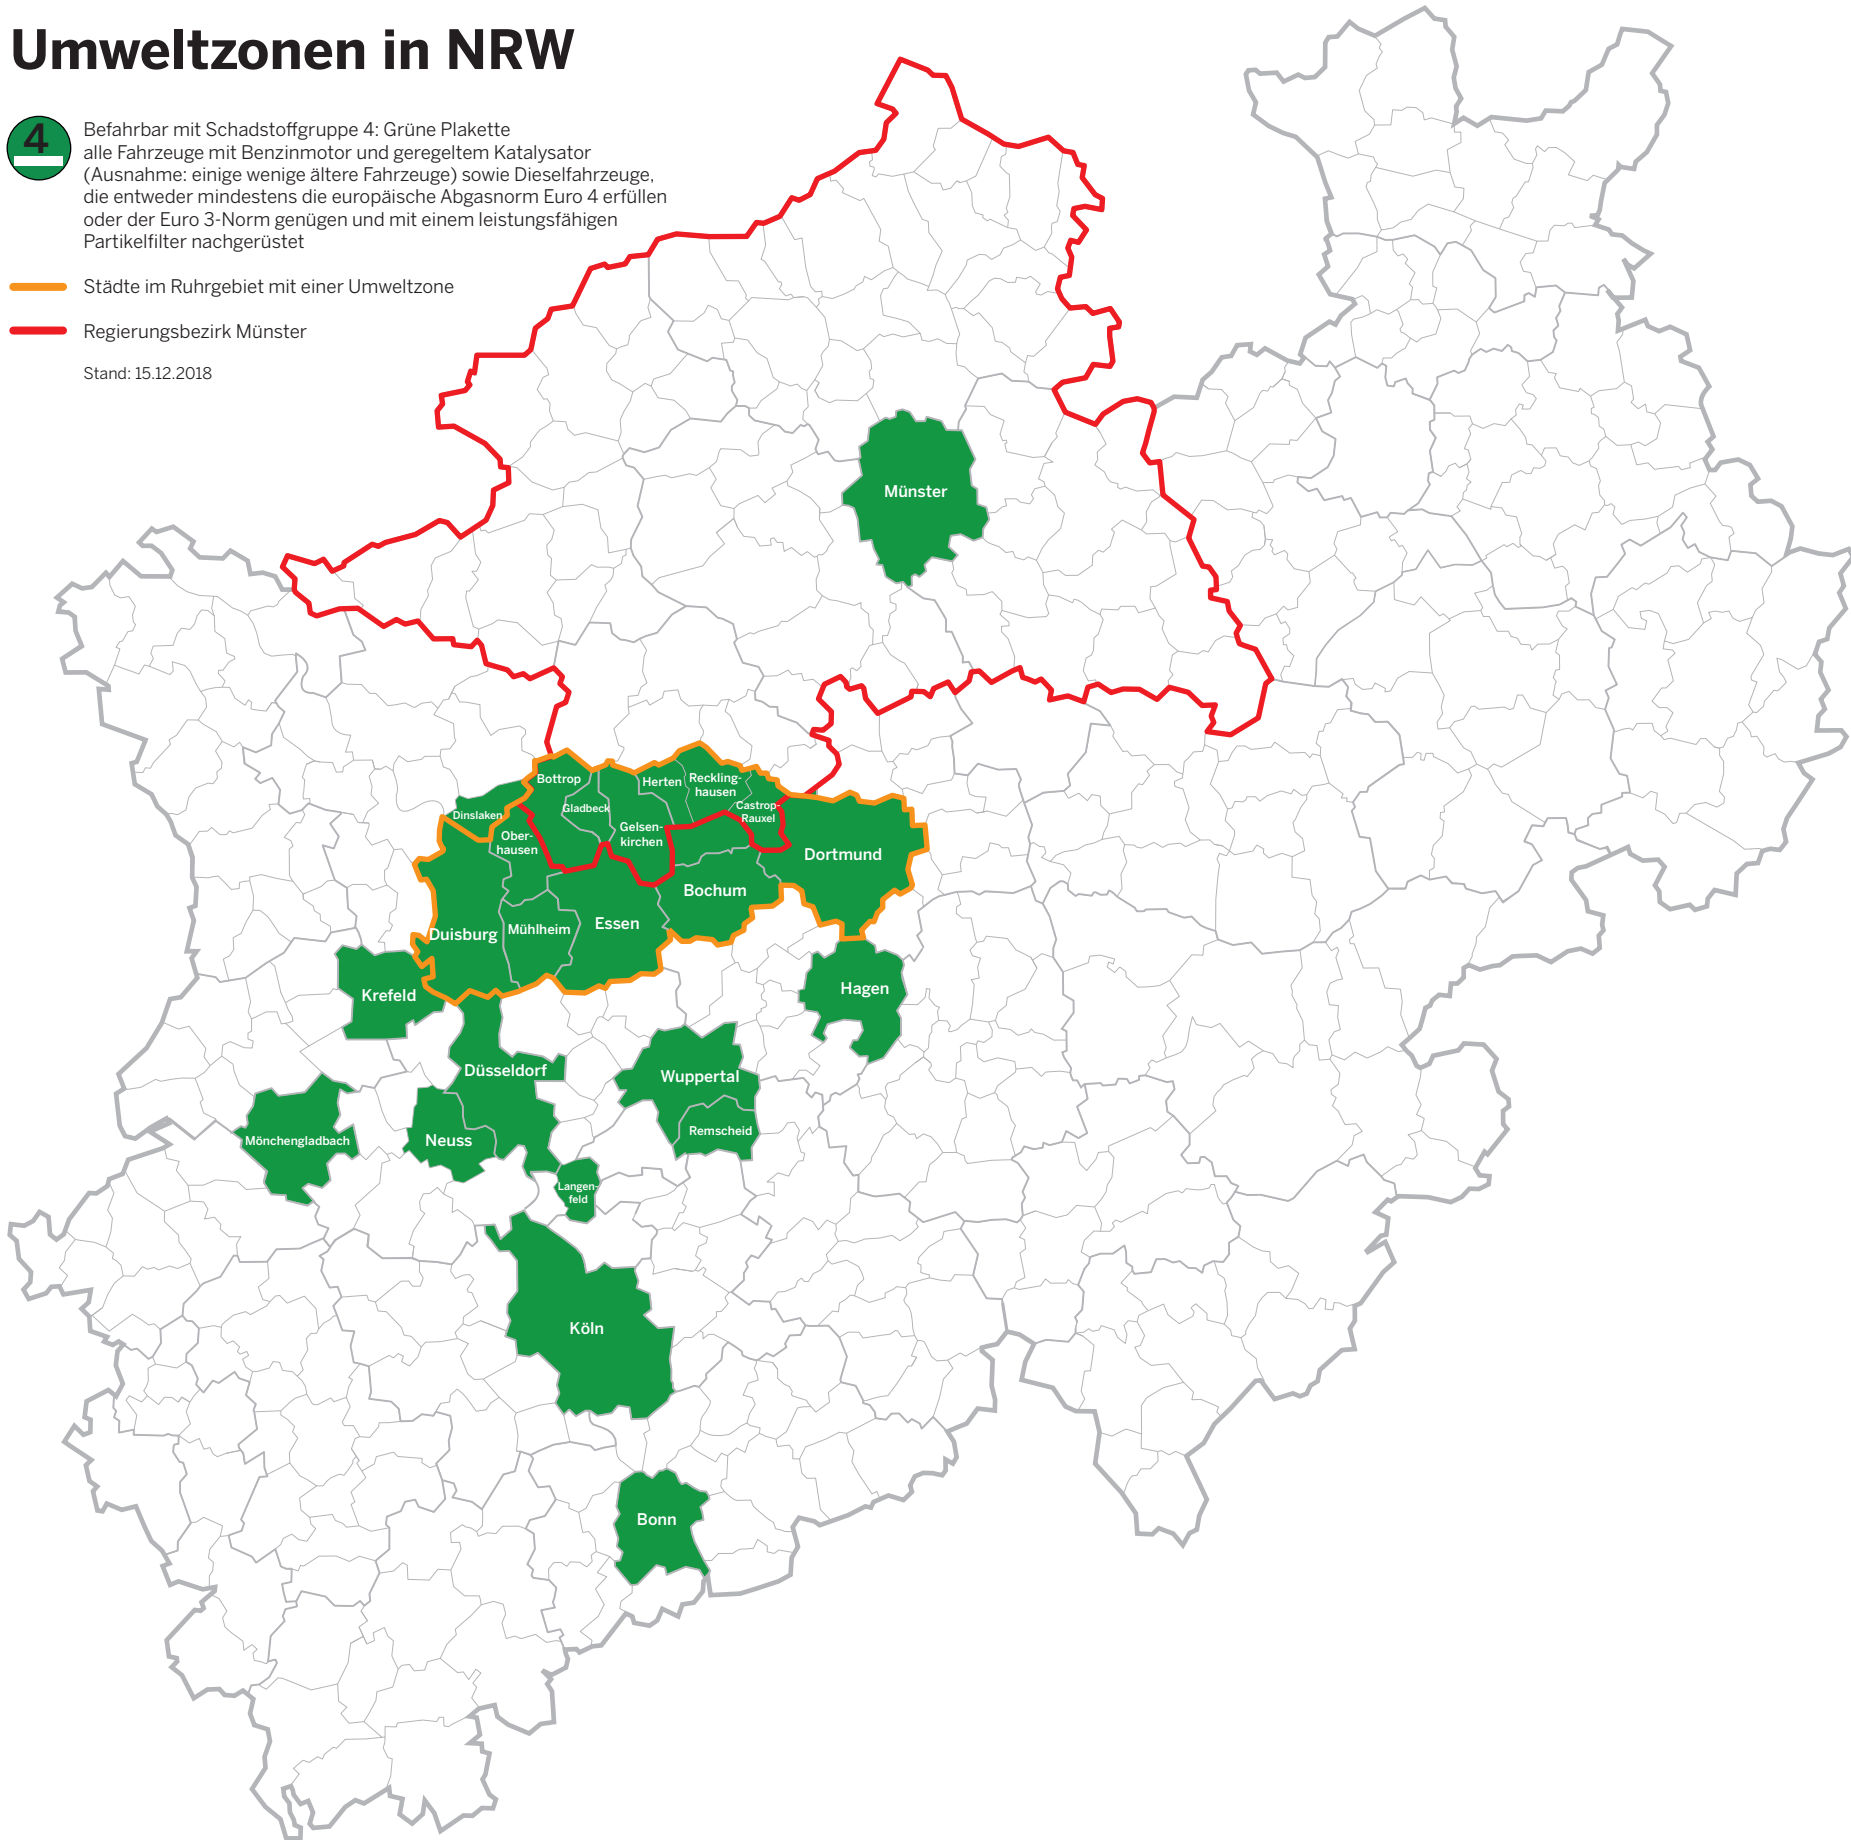 Umweltzonen in NRW
4
Befahrbar mit Schadstoffgruppe 4: Grüne Plakette
alle Fahrzeuge mit Benzinmotor und geregeltem Katalysator
(Ausnahme: einige wenige ältere Fahrzeuge) sowie Dieselfahrzeuge,
die entweder mindestens die europäische Abgasnorm Euro 4 erfüllen
oder der Euro 3-Norm genügen und mit einem leistungsfähigen
Partikelfilter nachgerüstet
Städte im Ruhrgebiet mit einer Umweltzone
Regierungsbezirk Münster
Stand: 15.12.2018
Münster
Bottrop
Herten
Reckling-
hausen
Gladbeck
Castrop-
Rauxel
Dinslaken
Ober-
hausen
Gelsen-
kirchen
Dortmund
Bochum
Essen
Mühlheim
Duisburg
Krefeld
Hagen
Düsseldorf
Wuppertal
Remscheid
Mönchengladbach
Neuss
Langen-
feld
Köln
Bonn